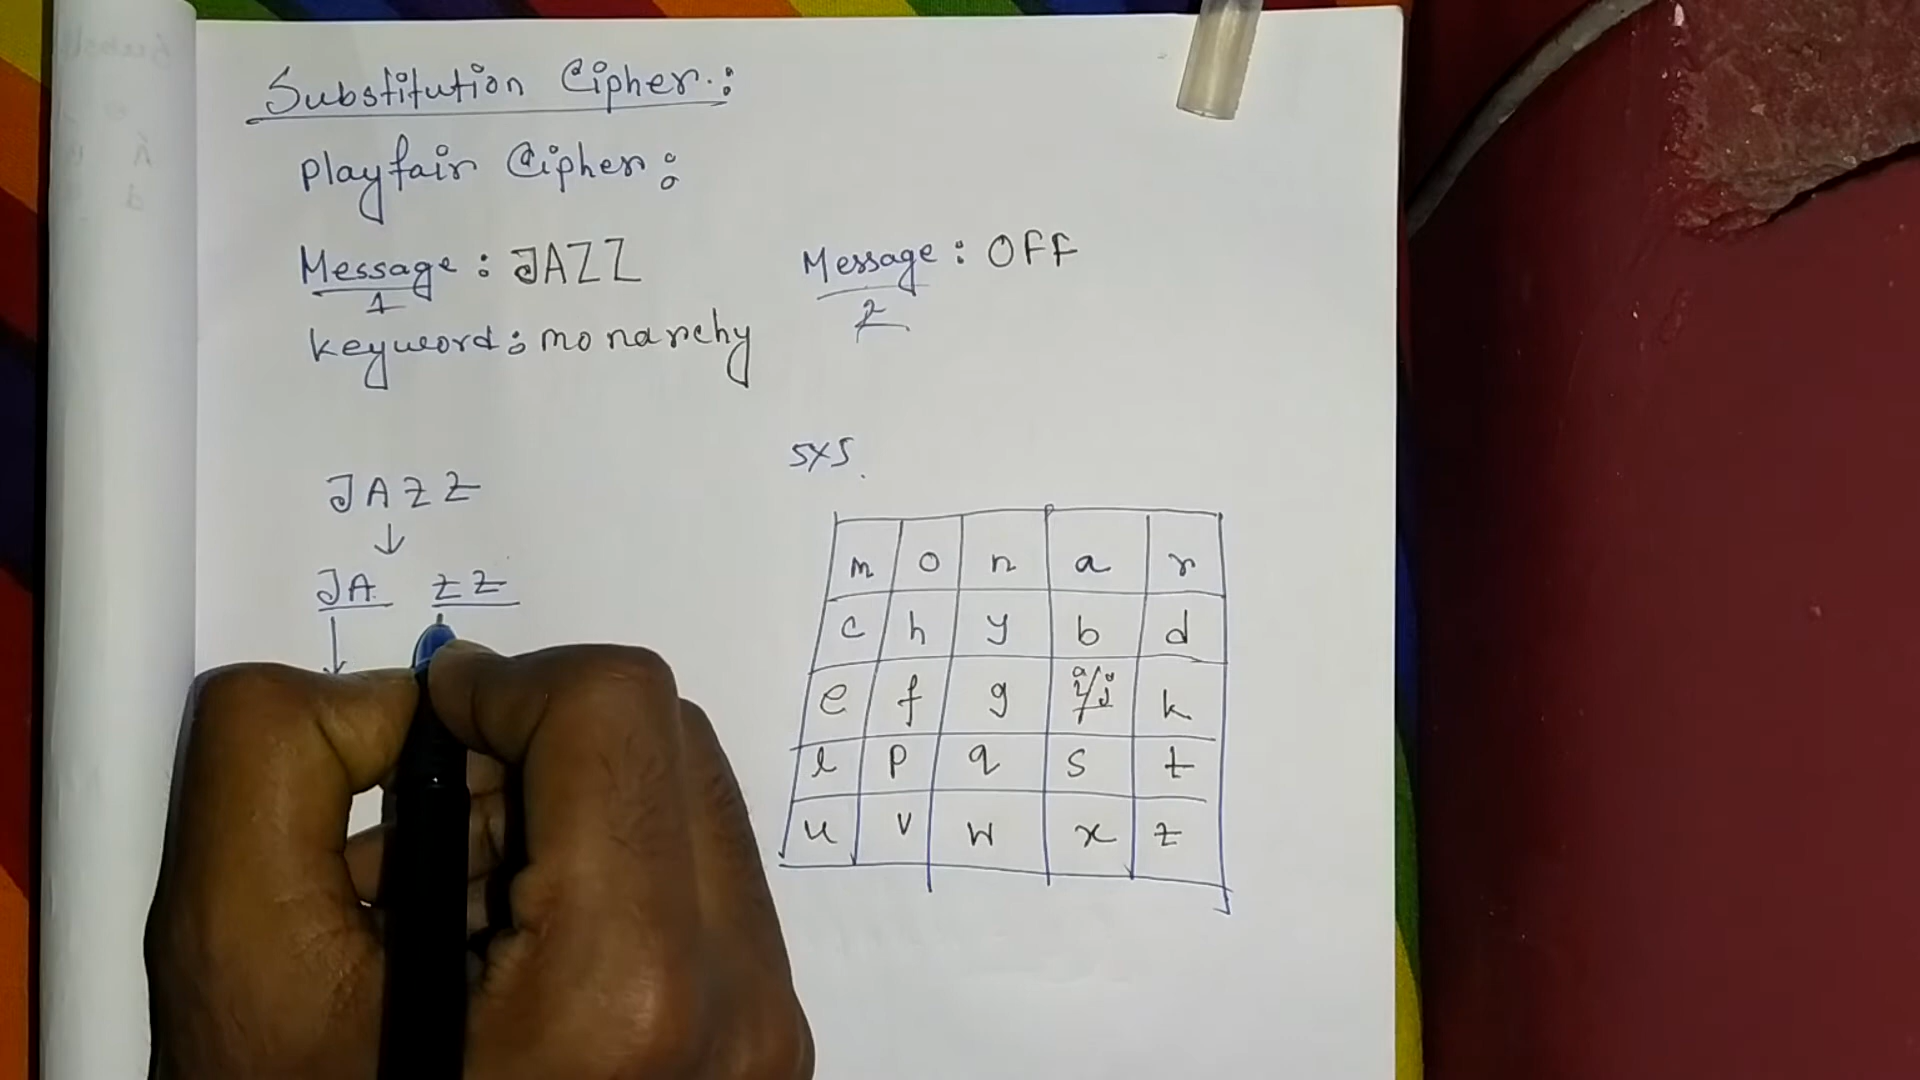 Substitution Cipher:
Playfair Cipher:
Message: JAZZ
1
Message: OFF
2
keyword: monarchy
JAZZ
JA ZZ
5x5.
m o n a r
c h y b d
e f g i/j k
l p q s t
u v w x z